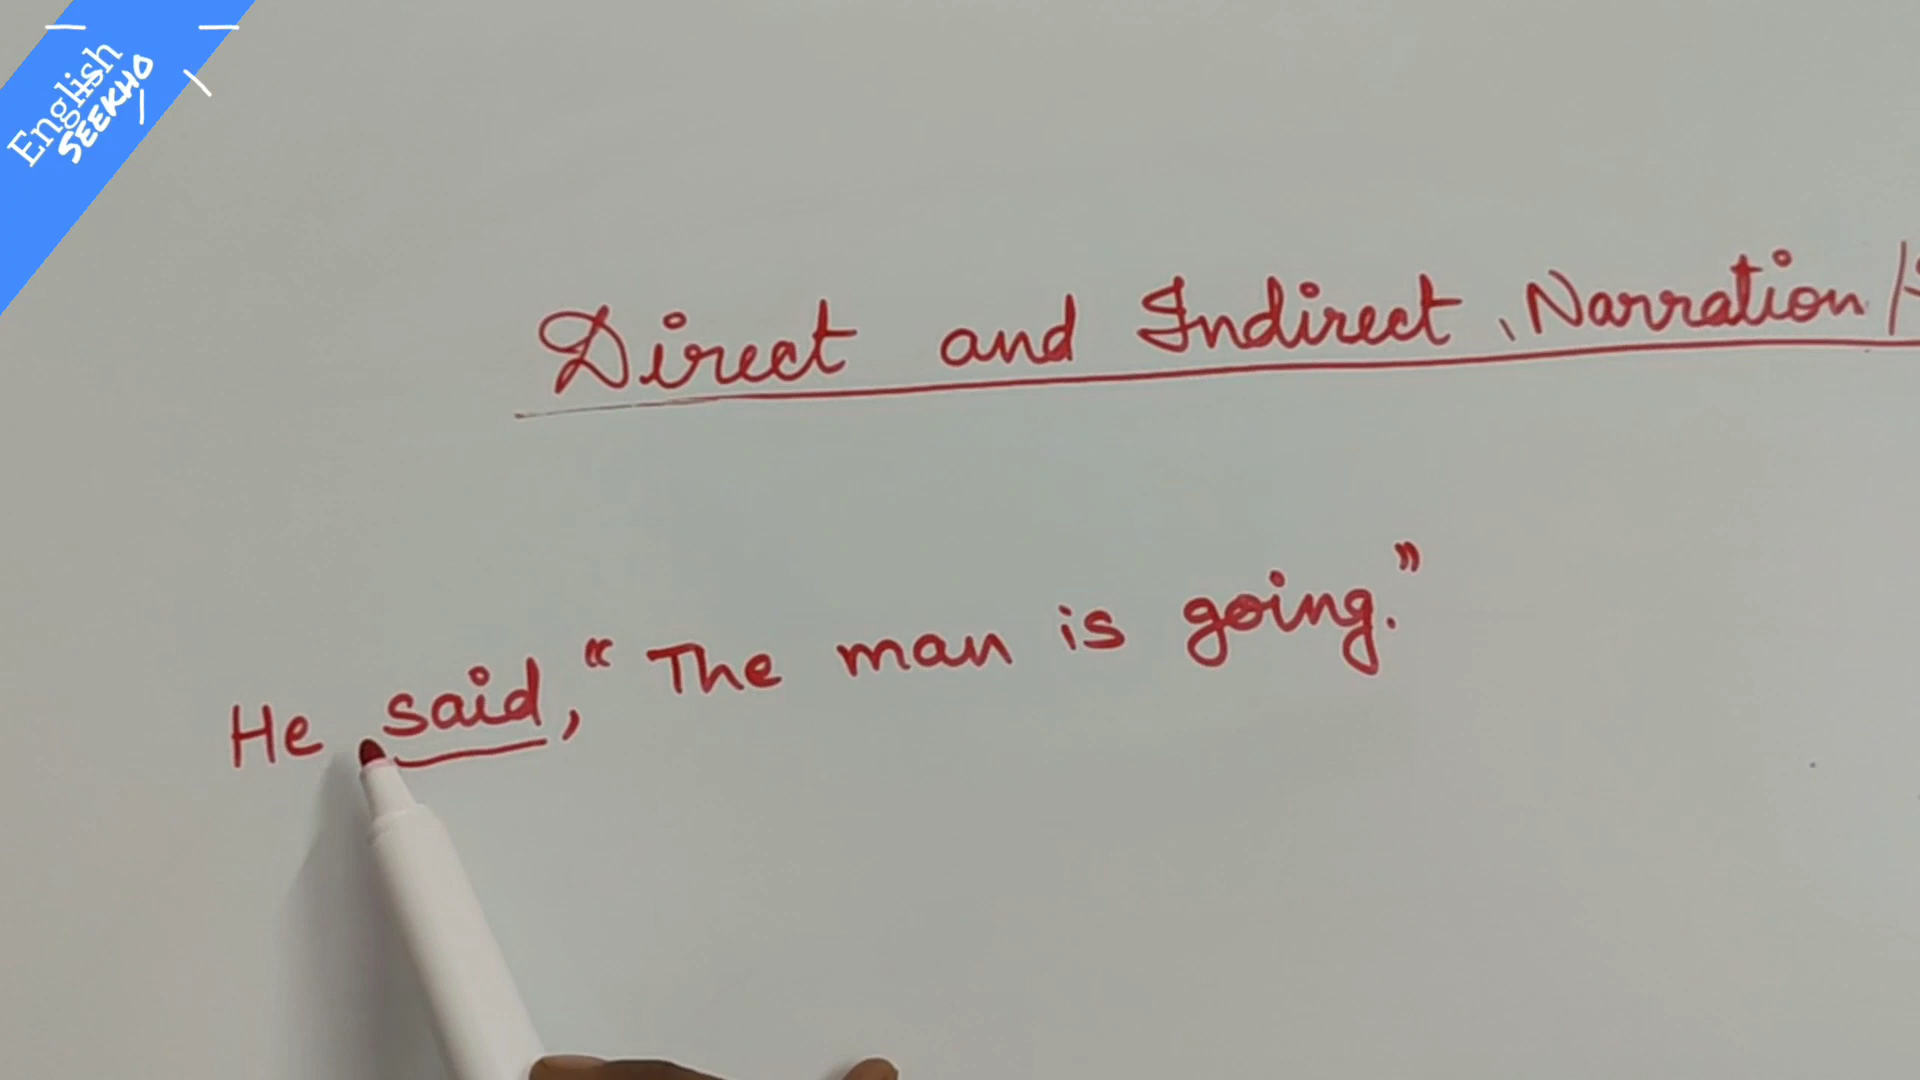 English
SEEKHO
Direct and Indirect, Narration/
He said, “The man is going.”